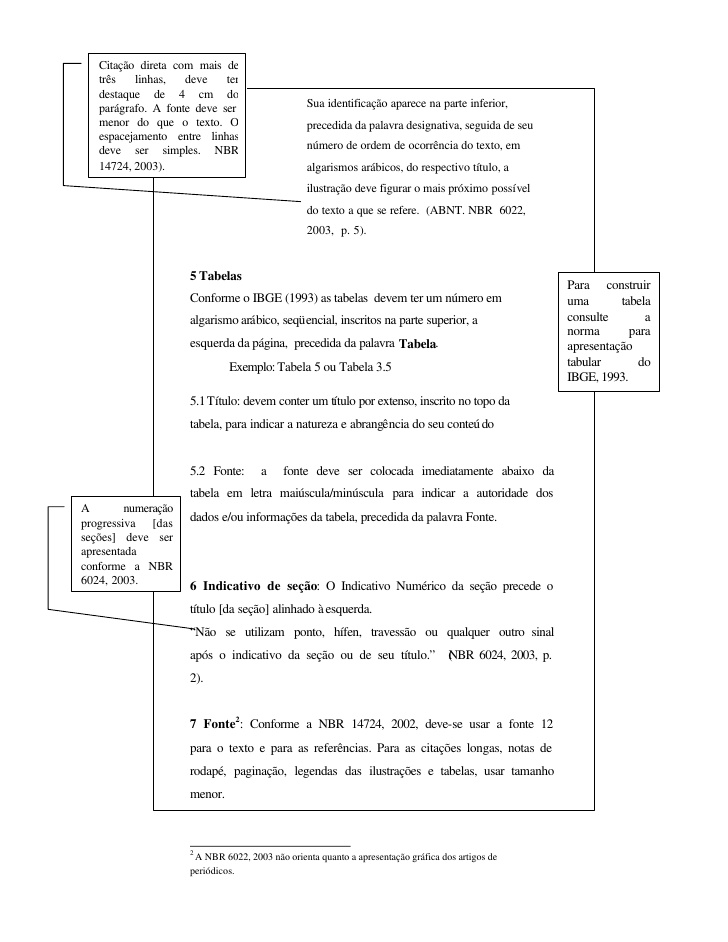 Citação direta com mais de
três linhas, deve ter
destaque de 4 cm do
parágrafo. A fonte deve ser
menor do que o texto. O
espacejamento entre linhas
deve ser simples. NBR
14724, 2003).
Sua identificação aparece na parte inferior,
precedida da palavra designativa, seguida de seu
número de ordem de ocorrência do texto, em
algarismos arábicos, do respectivo título, a
ilustração deve figurar o mais próximo possível
do texto a que se refere. (ABNT. NBR 6022,
2003, p. 5).
5 Tabelas
Conforme o IBGE (1993) as tabelas devem ter um número em
algarismo arábico, seqüencial, inscritos na parte superior, a
esquerda da página, precedida da palavra Tabela.
Exemplo: Tabela 5 ou Tabela 3.5
Para construir
uma tabela
consulte a
norma para
apresentação
tabular do
IBGE, 1993.
5.1 Título: devem conter um título por extenso, inscrito no topo da
tabela, para indicar a natureza e abrangência do seu conteúdo
5.2 Fonte: a fonte deve ser colocada imediatamente abaixo da
tabela em letra maiúscula/minúscula para indicar a autoridade dos
dados e/ou informações da tabela, precedida da palavra Fonte.
A numeração
progressiva [das
seções] deve ser
apresentada
conforme a NBR
6024, 2003.
6 Indicativo de seção: O Indicativo Numérico da seção precede o
título [da seção] alinhado à esquerda.
“Não se utilizam ponto, hífen, travessão ou qualquer outro sinal
após o indicativo da seção ou de seu título.” (NBR 6024, 2003, p.
2).
7 Fonte2: Conforme a NBR 14724, 2002, deve-se usar a fonte 12
para o texto e para as referências. Para as citações longas, notas de
rodapé, paginação, legendas das ilustrações e tabelas, usar tamanho
menor.
2 A NBR 6022, 2003 não orienta quanto a apresentação gráfica dos artigos de
periódicos.